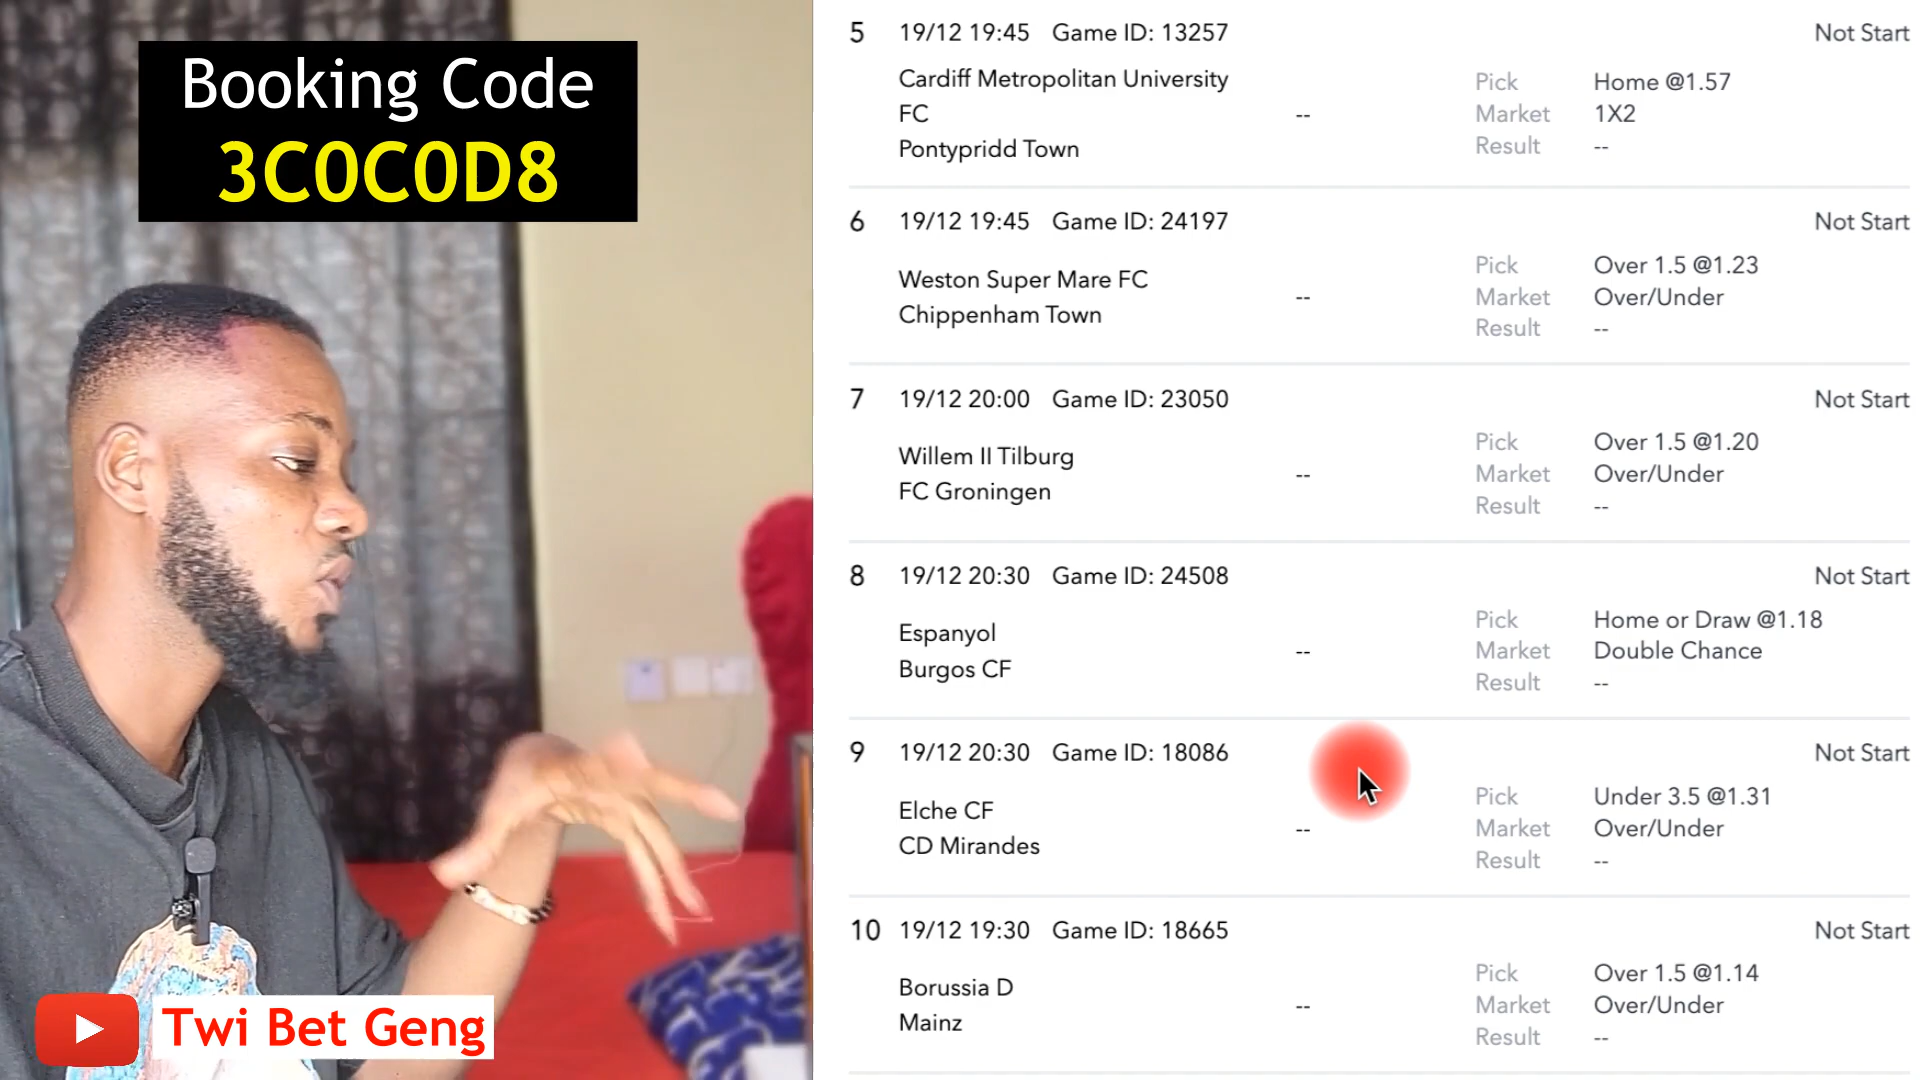 Booking Code
3C0C0D8
Twi Bet Geng
5 19/12 19:45 Game ID: 13257 Not Start
Cardiff Metropolitan University
FC
Pontypridd Town
--
Pick Home @1.57
Market 1X2
Result --
6 19/12 19:45 Game ID: 24197 Not Start
Weston Super Mare FC
Chippenham Town
--
Pick Over 1.5 @1.23
Market Over/Under
Result --
7 19/12 20:00 Game ID: 23050 Not Start
Willem II Tilburg
FC Groningen
--
Pick Over 1.5 @1.20
Market Over/Under
Result --
8 19/12 20:30 Game ID: 24508 Not Start
Espanyol
Burgos CF
--
Pick Home or Draw @1.18
Market Double Chance
Result --
9 19/12 20:30 Game ID: 18086 Not Start
Elche CF
CD Mirandes
--
Pick Under 3.5 @1.31
Market Over/Under
Result --
10 19/12 19:30 Game ID: 18665 Not Start
Borussia D
Mainz
--
Pick Over 1.5 @1.14
Market Over/Under
Result --